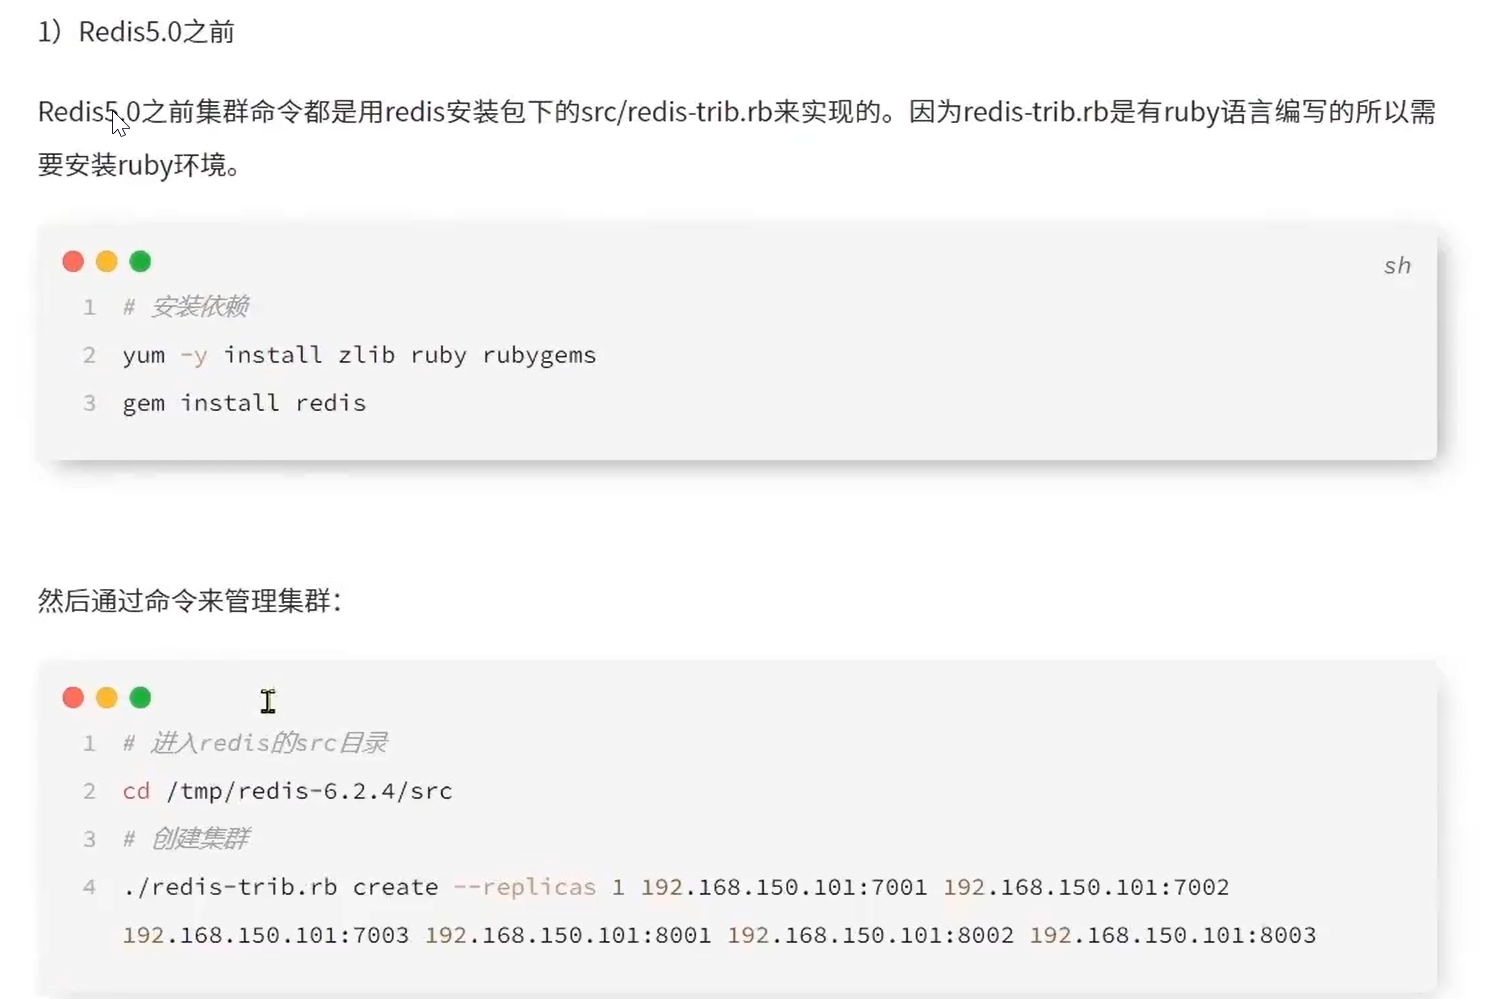 1）Redis5.0之前
Redis5.0之前集群命令都是用redis安装包下的src/redis-trib.rb来实现的。因为redis-trib.rb是有ruby语言编写的所以需
要安装ruby环境。
sh
1 # 安装依赖
2 yum -y install zlib ruby rubygems
3 gem install redis
然后通过命令来管理集群：
1 # 进入redis的src目录
2 cd /tmp/redis-6.2.4/src
3 # 创建集群
4 ./redis-trib.rb create --replicas 1 192.168.150.101:7001 192.168.150.101:7002
192.168.150.101:7003 192.168.150.101:8001 192.168.150.101:8002 192.168.150.101:8003